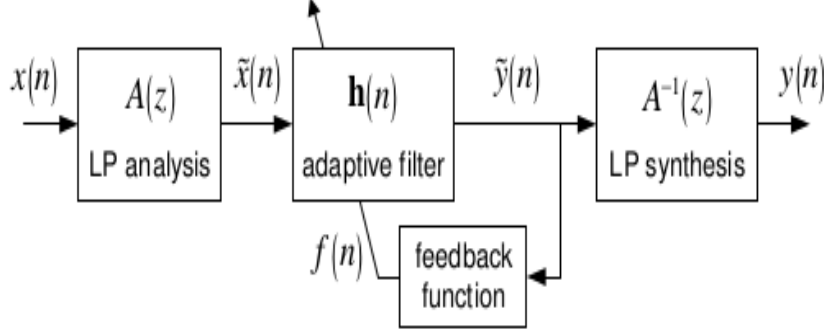 x(n)
A(z)
LP analysis
x̃(n)
h(n)
adaptive filter
ỹ(n)
A⁻¹(z)
LP synthesis
y(n)
f(n)
feedback
function